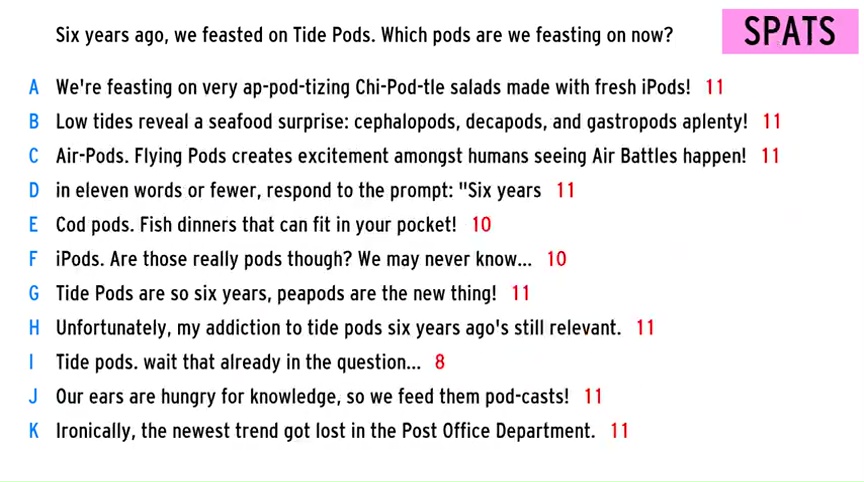 Six years ago, we feasted on Tide Pods. Which pods are we feasting on now?
SPATS
A We're feasting on very ap-pod-tizing Chi-Pod-tle salads made with fresh iPods! 11
B Low tides reveal a seafood surprise: cephalopods, decapods, and gastropods aplenty! 11
C Air-Pods. Flying Pods creates excitement amongst humans seeing Air Battles happen! 11
D in eleven words or fewer, respond to the prompt: "Six years 11
E Cod pods. Fish dinners that can fit in your pocket! 10
F iPods. Are those really pods though? We may never know... 10
G Tide Pods are so six years, peapods are the new thing! 11
H Unfortunately, my addiction to tide pods six years ago's still relevant. 11
I Tide pods. wait that already in the question... 8
J Our ears are hungry for knowledge, so we feed them pod-casts! 11
K Ironically, the newest trend got lost in the Post Office Department. 11